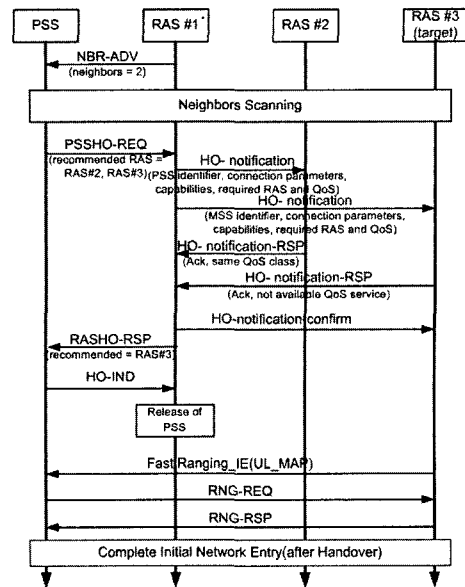 PSS
RAS #1
RAS #2
RAS #3
(target)
NBR-ADV
(neighbors = 2)
Neighbors Scanning
PSSHO-REQ
(recommended RAS =
RAS#2, RAS#3)
HO- notification
(PSS identifier, connection parameters,
capabilities, required RAS and QoS)
HO- notification
(MSS identifier, connection parameters,
capabilities, required RAS and QoS)
HO- notification-RSP
(Ack, same QoS class)
HO- notification-RSP
(Ack, not available QoS service)
HO-notification-confirm
RASHO-RSP
(recommended = RAS#3)
HO-IND
Release of
PSS
Fast Ranging_IE(UL_MAP)
RNG-REQ
RNG-RSP
Complete Initial Network Entry(after Handover)